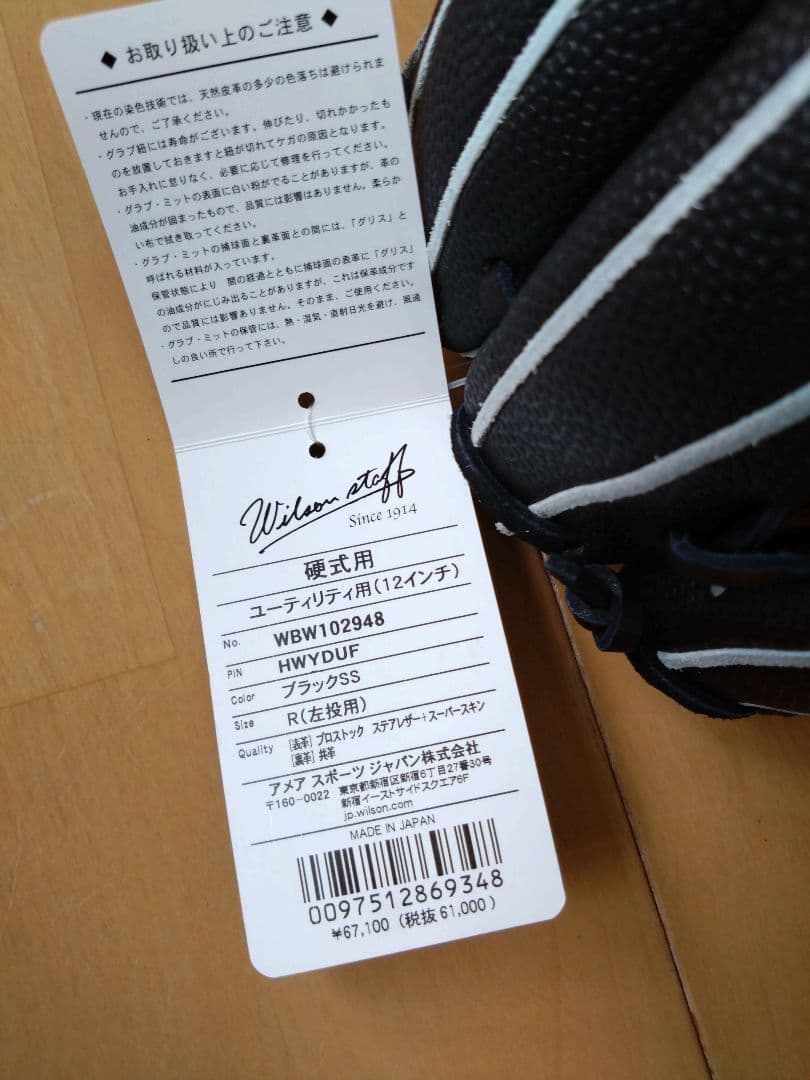 ◆ お取り扱い上のご注意 ◆
・現在の染色技術では、天然皮革の多少の色落ちは避けられま
せんので、ご了承ください。
・グラブ紐には寿命がございます。伸びたり、切れかかったも
のを放置しておきますと紐が切れてケガの原因となります。
お手入れに怠りなく、必要に応じて修理を行ってください。
・グラブ・ミットの表面に白い粉がでることがありますが、革の
油成分が固まったもので、品質には影響はありません。柔らか
い布で拭き取ってください。
・グラブ・ミットの捕球面と裏革面との間には、「グリス」と
呼ばれる材料が入っています。
保管状態により 間の経過とともに捕球面の表革に「グリス」
の油成分がにじみ出ることがありますが、これは保革成分です
ので品質には影響ありません。そのまま、ご使用ください。
・グラブ・ミットの保管には、熱・湿気・直射日光を避け、風通
しの良い所で行って下さい。
Wilson staff
Since 1914
硬式用
ユーティリティ用(12インチ)
No. WBW102948
PIN HWYDUF
Color ブラックSS
Size R(左投用)
Quality [表革] プロストック ステアレザー+スーパースキン
[裏革] 共革
アメア スポーツ ジャパン株式会社
〒160-0022 東京都新宿区新宿6丁目27番30号
新宿イーストサイドスクエア6F
jp.wilson.com
MADE IN JAPAN
0097512869348
¥67,100 (税抜 61,000)